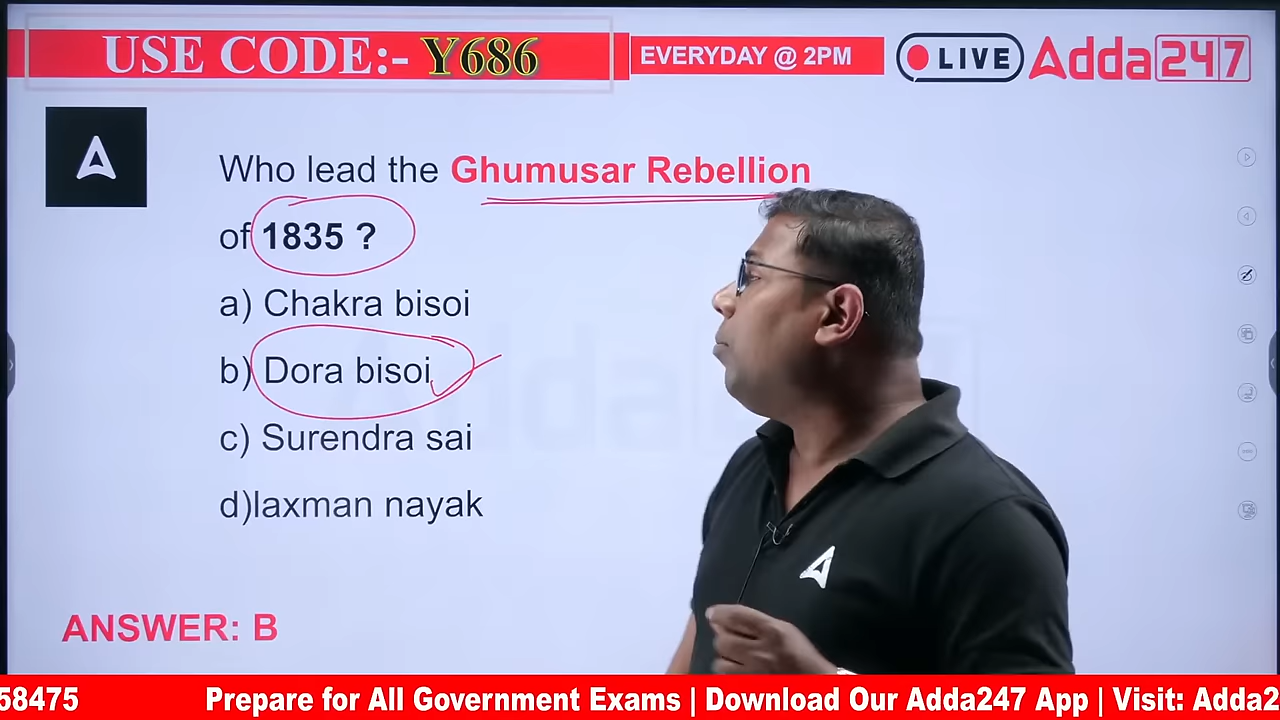 USE CODE:- Y686
EVERYDAY @ 2PM
LIVE
Adda247
Who lead the Ghumusar Rebellion
of 1835 ?
a) Chakra bisoi
b) Dora bisoi
c) Surendra sai
d)laxman nayak
ANSWER: B
58475
Prepare for All Government Exams | Download Our Adda247 App | Visit: Adda2